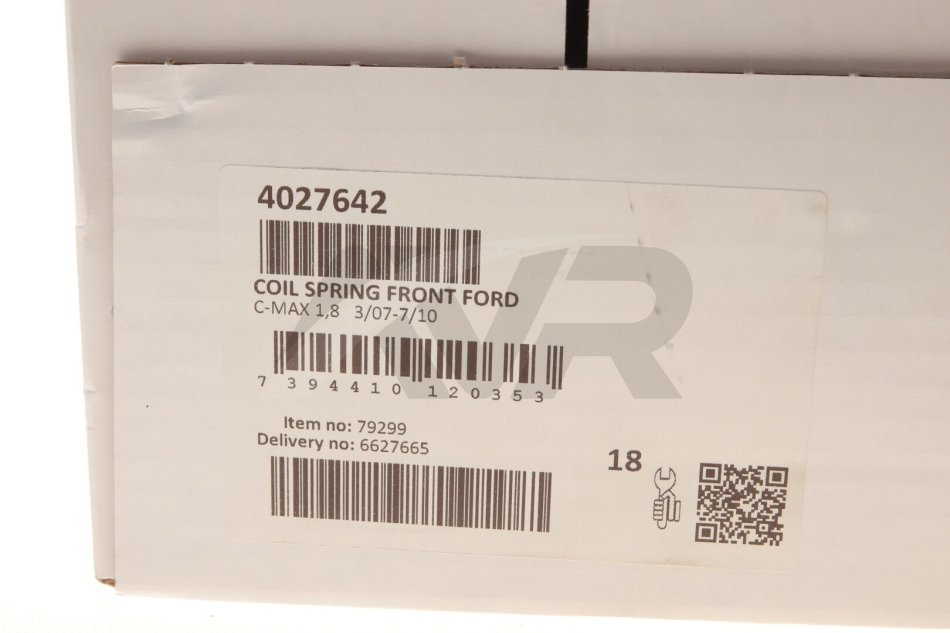 4027642
COIL SPRING FRONT FORD
C-MAX 1,8 3/07-7/10
7 394410 120353
Item no: 79299
Delivery no: 6627665
18
AVR